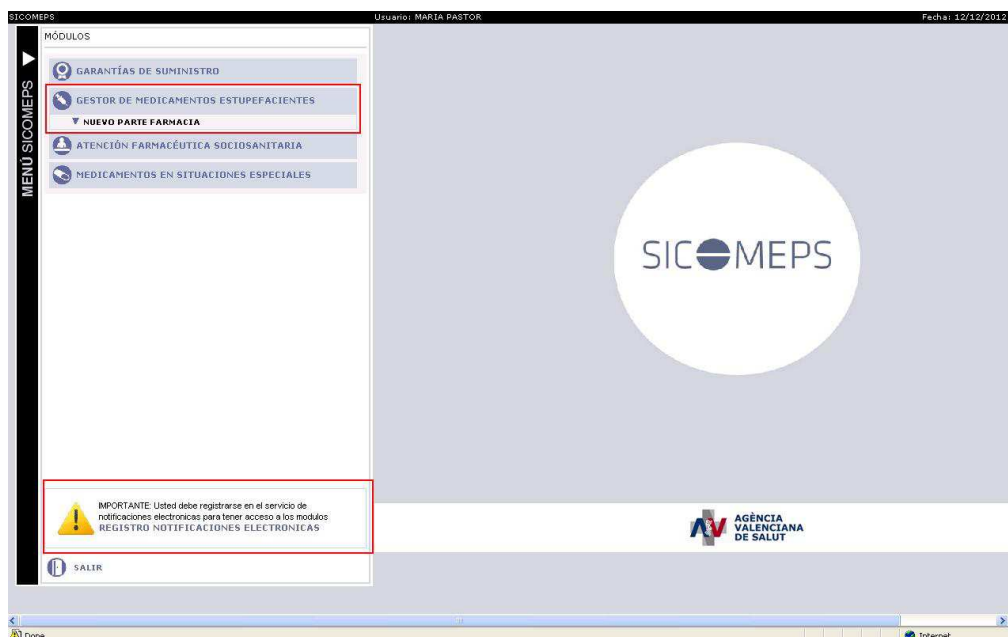 SICOMEPS Usuario: MARIA PASTOR Fecha: 12/12/2012
MENÚ SICOMEPS
MÓDULOS
GARANTÍAS DE SUMINISTRO
GESTOR DE MEDICAMENTOS ESTUPEFACIENTES
NUEVO PARTE FARMACIA
ATENCIÓN FARMACÉUTICA SOCIOSANITARIA
MEDICAMENTOS EN SITUACIONES ESPECIALES
SICOMEPS
IMPORTANTE: Usted debe registrarse en el servicio de
notificaciones electronicas para tener acceso a los modulos
REGISTRO NOTIFICACIONES ELECTRONICAS
AGÈNCIA
VALENCIANA
DE SALUT
SALIR
Done Internet